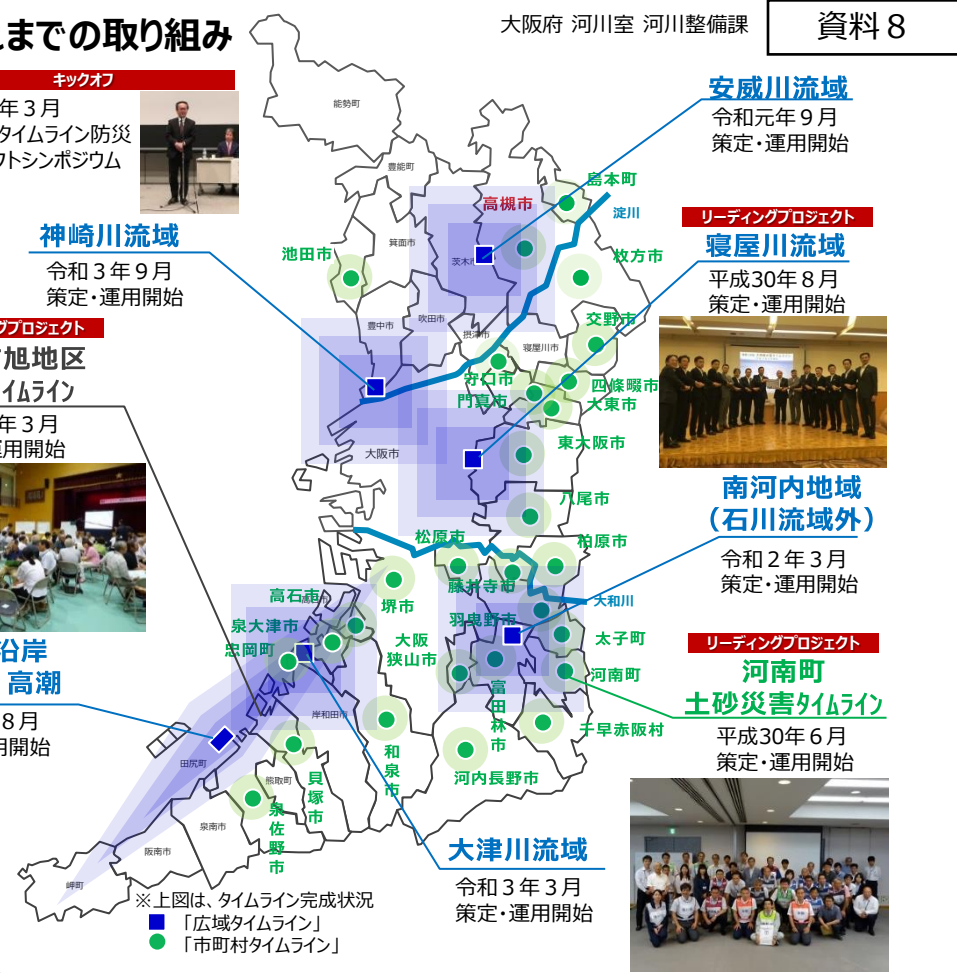 れまでの取り組み
大阪府 河川室 河川整備課
資料８
キックオフ
年３月
タイムライン防災
クトシンポジウム
安威川流域
令和元年９月
策定・運用開始
神崎川流域
令和３年９月
策定・運用開始
リーディングプロジェクト
寝屋川流域
平成30年８月
策定・運用開始
グプロジェクト
旭地区
イムライン
年３月
運用開始
南河内地域
（石川流域外）
令和２年３月
策定・運用開始
沿岸
高潮
８月
用開始
リーディングプロジェクト
河南町
土砂災害タイムライン
平成30年６月
策定・運用開始
大津川流域
令和３年３月
策定・運用開始
能勢町
豊能町
箕面市
池田市
茨木市
高槻市
島本町
淀川
枚方市
交野市
豊中市
吹田市
摂津市
寝屋川市
守口市
門真市
四條畷市
大東市
大阪市
東大阪市
八尾市
松原市
柏原市
藤井寺市
大和川
堺市
高石市
泉大津市
忠岡町
羽曳野市
太子町
大阪
狭山市
河南町
富田林市
千早赤阪村
河内長野市
和泉市
岸和田市
貝塚市
熊取町
泉佐野市
田尻町
泉南市
阪南市
岬町
※上図は、タイムライン完成状況
「広域タイムライン」
「市町村タイムライン」